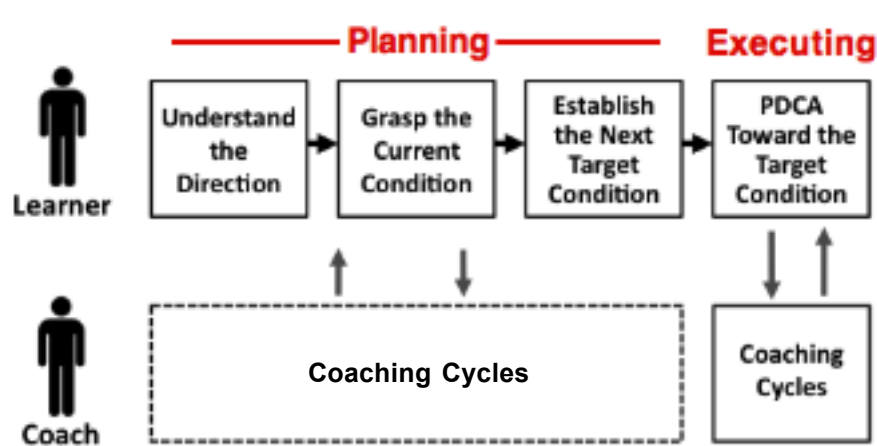 Planning
Executing
Understand
the
Direction
Grasp the
Current
Condition
Establish
the Next
Target
Condition
PDCA
Toward the
Target
Condition
Learner
Coaching Cycles
Coaching
Cycles
Coach